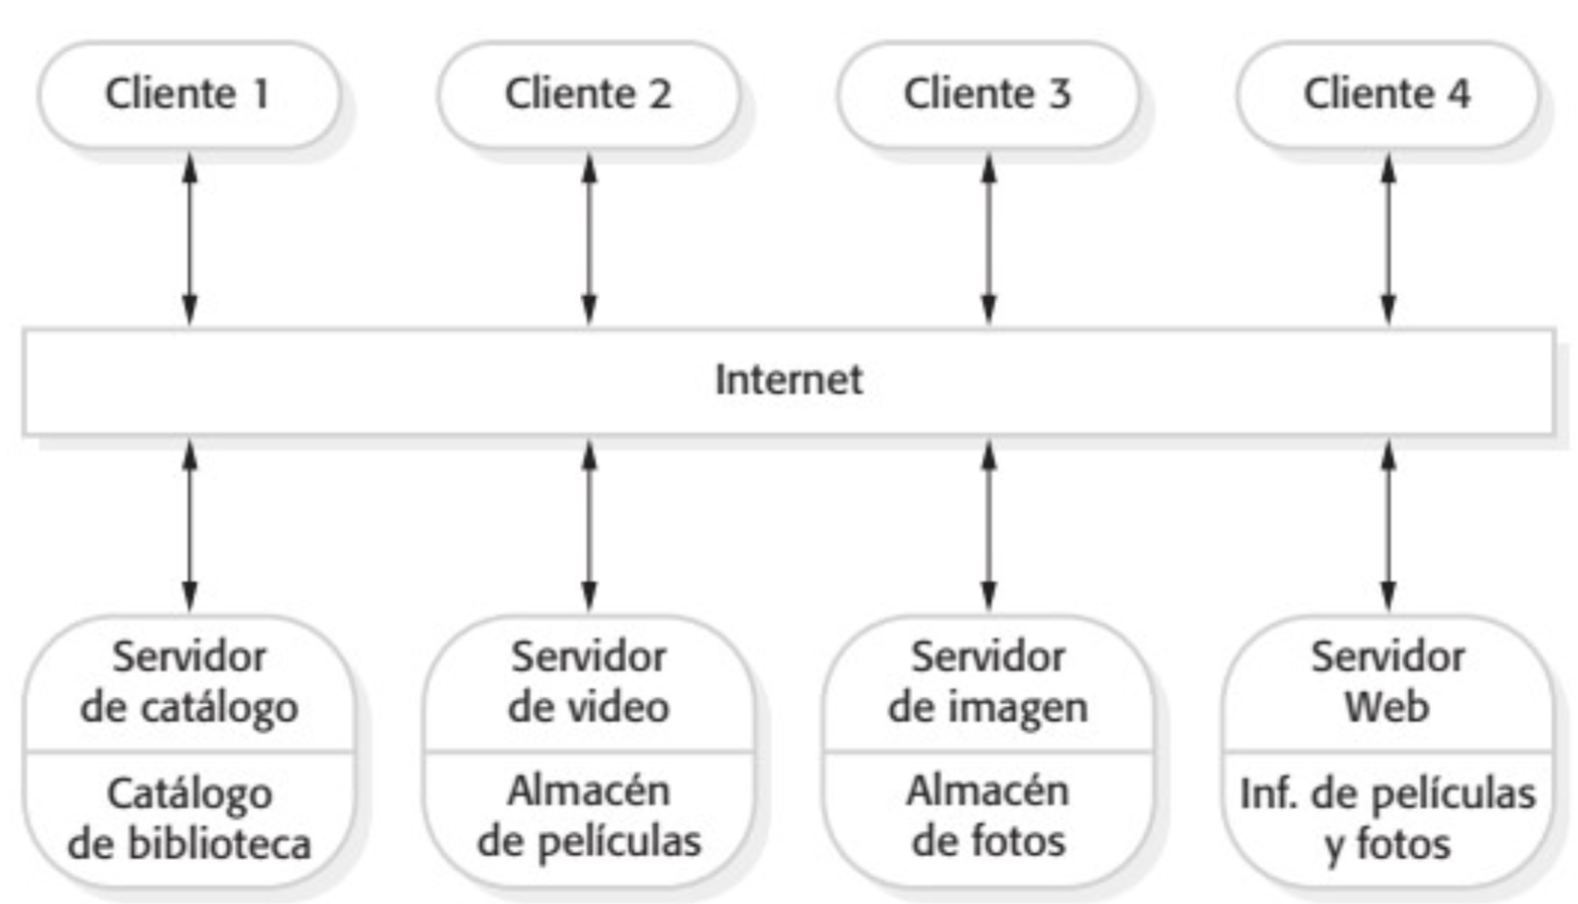 Cliente 1
Cliente 2
Cliente 3
Cliente 4
Internet
Servidor
de catálogo
Catálogo
de biblioteca
Servidor
de video
Almacén
de películas
Servidor
de imagen
Almacén
de fotos
Servidor
Web
Inf. de películas
y fotos